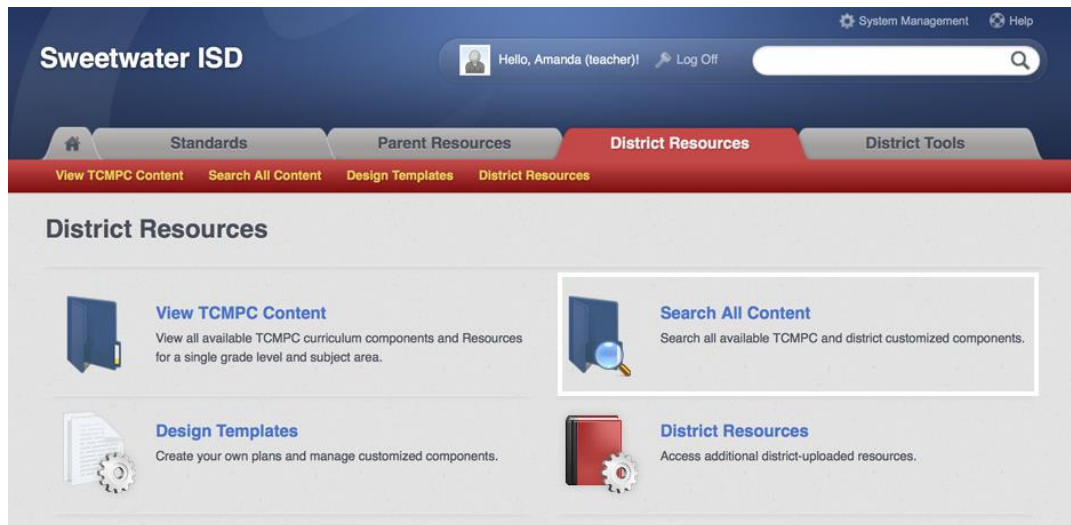 System Management Help
Sweetwater ISD
Hello, Amanda (teacher)! Log Off
Standards Parent Resources District Resources District Tools
View TCMPC Content Search All Content Design Templates District Resources
District Resources
View TCMPC Content
View all available TCMPC curriculum components and Resources
for a single grade level and subject area.
Search All Content
Search all available TCMPC and district customized components.
Design Templates
Create your own plans and manage customized components.
District Resources
Access additional district-uploaded resources.